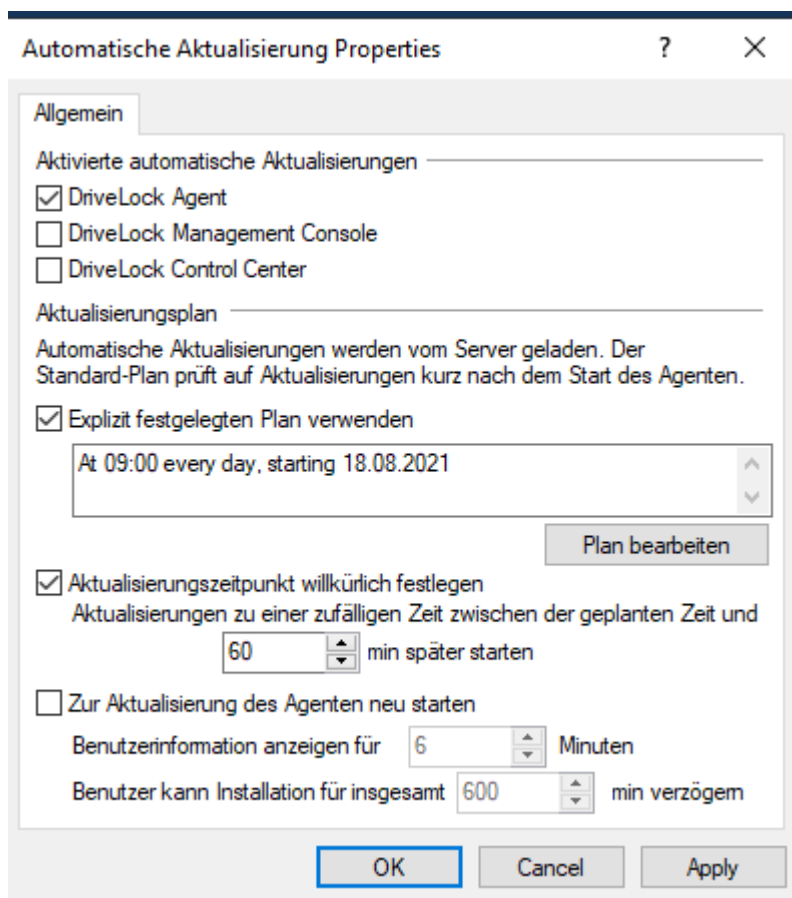 Automatische Aktualisierung Properties
Allgemein
Aktivierte automatische Aktualisierungen
DriveLock Agent
DriveLock Management Console
DriveLock Control Center
Aktualisierungsplan
Automatische Aktualisierungen werden vom Server geladen. Der
Standard-Plan prüft auf Aktualisierungen kurz nach dem Start des Agenten.
Explizit festgelegten Plan verwenden
At 09:00 every day, starting 18.08.2021
Plan bearbeiten
Aktualisierungszeitpunkt willkürlich festlegen
Aktualisierungen zu einer zufälligen Zeit zwischen der geplanten Zeit und
60 min später starten
Zur Aktualisierung des Agenten neu starten
Benutzerinformation anzeigen für 6 Minuten
Benutzer kann Installation für insgesamt 600 min verzögern
OK Cancel Apply